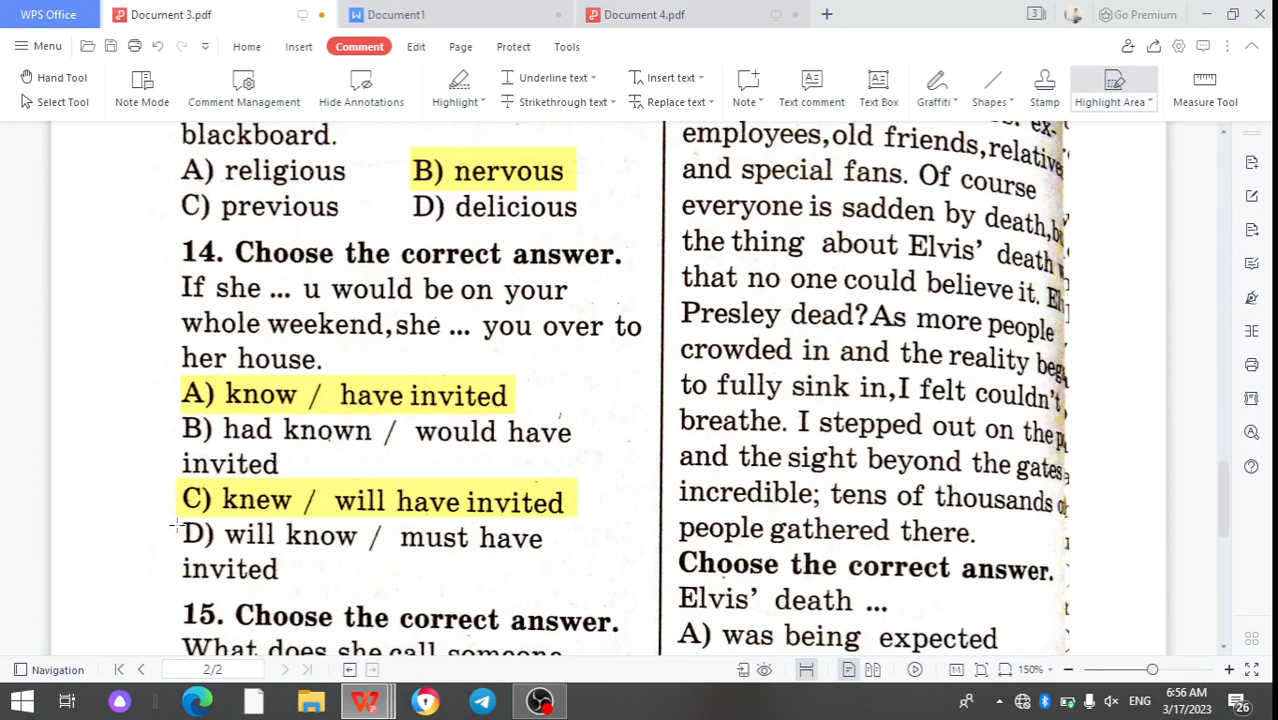 WPS Office
Document 3.pdf
Document1
Document 4.pdf
3
Go Premium
Menu
Home
Insert
Comment
Edit
Page
Protect
Tools
Hand Tool
Select Tool
Note Mode
Comment Management
Hide Annotations
Highlight
Underline text
Strikethrough text
Insert text
Replace text
Note
Text comment
Text Box
Graffiti
Shapes
Stamp
Highlight Area
Measure Tool
blackboard.
A) religious B) nervous
C) previous D) delicious
14. Choose the correct answer.
If she ... u would be on your
whole weekend, she ... you over to
her house.
A) know / have invited
B) had known / would have
invited
C) knew / will have invited
D) will know / must have
invited
15. Choose the correct answer.
What does she call someone
employees, old friends, relative
and special fans. Of course
everyone is sadden by death,
the thing about Elvis' death
that no one could believe it.
Presley dead? As more people
crowded in and the reality beg
to fully sink in, I felt couldn't
breathe. I stepped out on the
and the sight beyond the gates
incredible; tens of thousands
people gathered there.
Choose the correct answer.
Elvis' death ...
A) was being expected
Navigation
2/2
150%
ENG
6:56 AM
3/17/2023
26